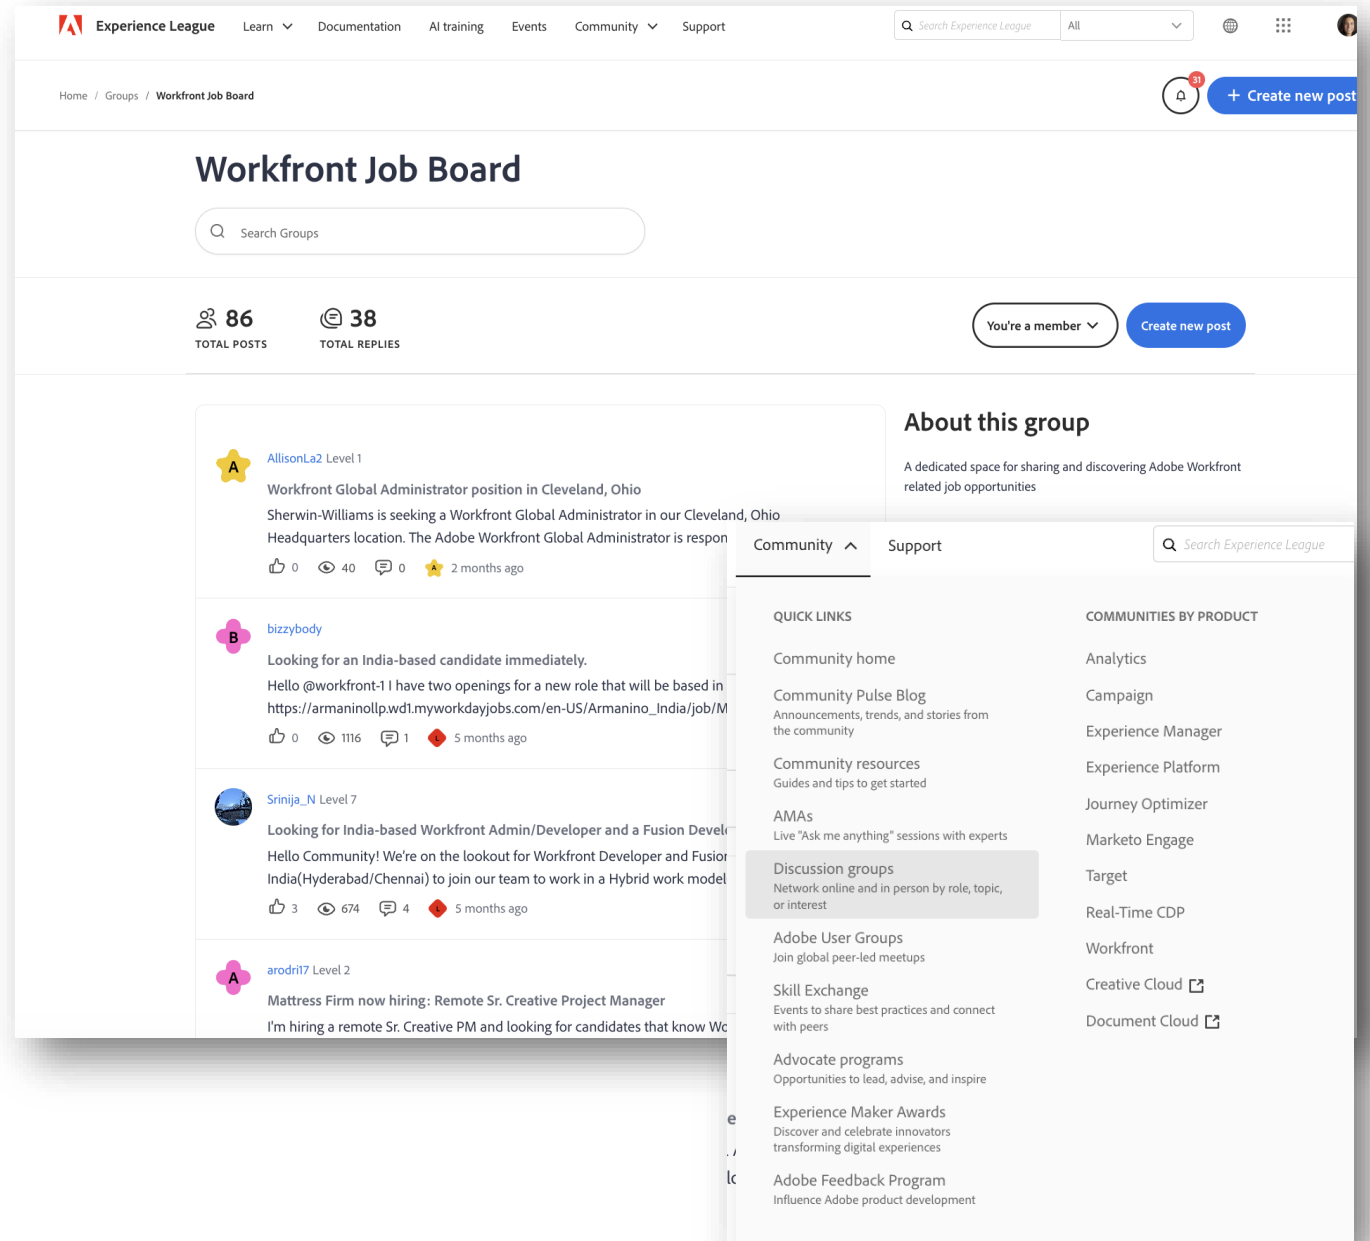 Experience League
Learn
Documentation
AI training
Events
Community
Support
Search Experience League
All
Home / Groups / Workfront Job Board
31
+ Create new post
Workfront Job Board
Search Groups
86
TOTAL POSTS
38
TOTAL REPLIES
You're a member
Create new post
A
AllisonLa2 Level 1
Workfront Global Administrator position in Cleveland, Ohio
Sherwin-Williams is seeking a Workfront Global Administrator in our Cleveland, Ohio
Headquarters location. The Adobe Workfront Global Administrator is respon
0 40 0 A 2 months ago
B
bizzybody
Looking for an India-based candidate immediately.
Hello @workfront-1 I have two openings for a new role that will be based in
https://armaninollp.wd1.myworkdayjobs.com/en-US/Armanino_India/job/M
0 1116 1 L 5 months ago
Srinija_N Level 7
Looking for India-based Workfront Admin/Developer and a Fusion Devel
Hello Community! We're on the lookout for Workfront Developer and Fusion
India(Hyderabad/Chennai) to join our team to work in a Hybrid work model
3 674 4 L 5 months ago
A
arodri17 Level 2
Mattress Firm now hiring: Remote Sr. Creative Project Manager
I'm hiring a remote Sr. Creative PM and looking for candidates that know Wo
About this group
A dedicated space for sharing and discovering Adobe Workfront
related job opportunities
Community
Support
Search Experience League
QUICK LINKS
Community home
Community Pulse Blog
Announcements, trends, and stories from
the community
Community resources
Guides and tips to get started
AMAs
Live "Ask me anything" sessions with experts
Discussion groups
Network online and in person by role, topic,
or interest
Adobe User Groups
Join global peer-led meetups
Skill Exchange
Events to share best practices and connect
with peers
Advocate programs
Opportunities to lead, advise, and inspire
Experience Maker Awards
Discover and celebrate innovators
transforming digital experiences
Adobe Feedback Program
Influence Adobe product development
COMMUNITIES BY PRODUCT
Analytics
Campaign
Experience Manager
Experience Platform
Journey Optimizer
Marketo Engage
Target
Real-Time CDP
Workfront
Creative Cloud
Document Cloud